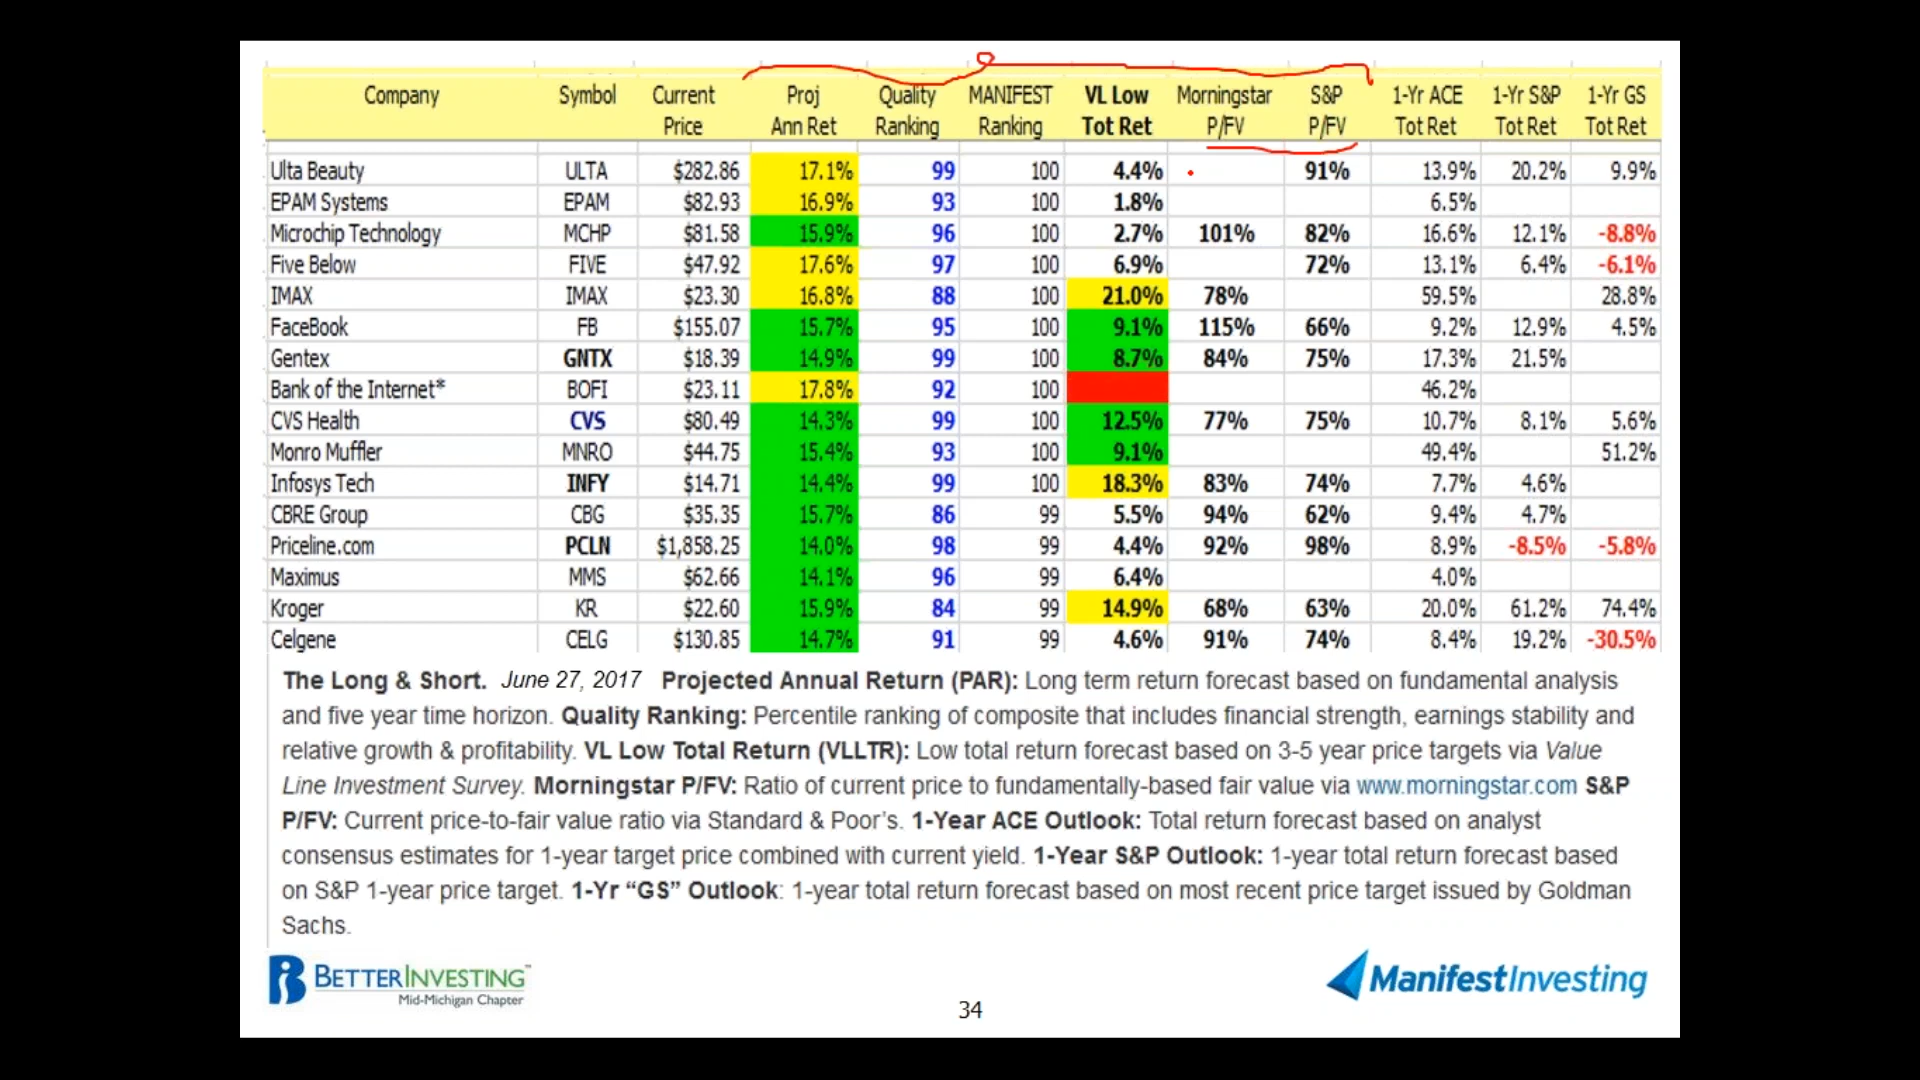 Company Symbol Current Price Proj Ann Ret Quality Ranking MANIFEST Ranking VL Low Tot Ret Morningstar P/FV S&P P/FV 1-Yr ACE Tot Ret 1-Yr S&P Tot Ret 1-Yr GS Tot Ret
Ulta Beauty ULTA $282.86 17.1% 99 100 4.4% 91% 13.9% 20.2% 9.9%
EPAM Systems EPAM $82.93 16.9% 93 100 1.8% 6.5%
Microchip Technology MCHP $81.58 15.9% 96 100 2.7% 101% 82% 16.6% 12.1% -8.8%
Five Below FIVE $47.92 17.6% 97 100 6.9% 72% 13.1% 6.4% -6.1%
IMAX IMAX $23.30 16.8% 88 100 21.0% 78% 59.5% 28.8%
FaceBook FB $155.07 15.7% 95 100 9.1% 115% 66% 9.2% 12.9% 4.5%
Gentex GNTX $18.39 14.9% 99 100 8.7% 84% 75% 17.3% 21.5%
Bank of the Internet* BOFI $23.11 17.8% 92 100 46.2%
CVS Health CVS $80.49 14.3% 99 100 12.5% 77% 75% 10.7% 8.1% 5.6%
Monro Muffler MNRO $44.75 15.4% 93 100 9.1% 49.4% 51.2%
Infosys Tech INFY $14.71 14.4% 99 100 18.3% 83% 74% 7.7% 4.6%
CBRE Group CBG $35.35 15.7% 86 99 5.5% 94% 62% 9.4% 4.7%
Priceline.com PCLN $1,858.25 14.0% 98 99 4.4% 92% 98% 8.9% -8.5% -5.8%
Maximus MMS $62.66 14.1% 96 99 6.4% 4.0%
Kroger KR $22.60 15.9% 84 99 14.9% 68% 63% 20.0% 61.2% 74.4%
Celgene CELG $130.85 14.7% 91 99 4.6% 91% 74% 8.4% 19.2% -30.5%
The Long & Short. June 27, 2017 Projected Annual Return (PAR): Long term return forecast based on fundamental analysis
and five year time horizon. Quality Ranking: Percentile ranking of composite that includes financial strength, earnings stability and
relative growth & profitability. VL Low Total Return (VLLTR): Low total return forecast based on 3-5 year price targets via Value
Line Investment Survey. Morningstar P/FV: Ratio of current price to fundamentally-based fair value via www.morningstar.com S&P
P/FV: Current price-to-fair value ratio via Standard & Poor's. 1-Year ACE Outlook: Total return forecast based on analyst
consensus estimates for 1-year target price combined with current yield. 1-Year S&P Outlook: 1-year total return forecast based
on S&P 1-year price target. 1-Yr “GS” Outlook: 1-year total return forecast based on most recent price target issued by Goldman
Sachs.
BETTERINVESTING™
Mid-Michigan Chapter
ManifestInvesting
34